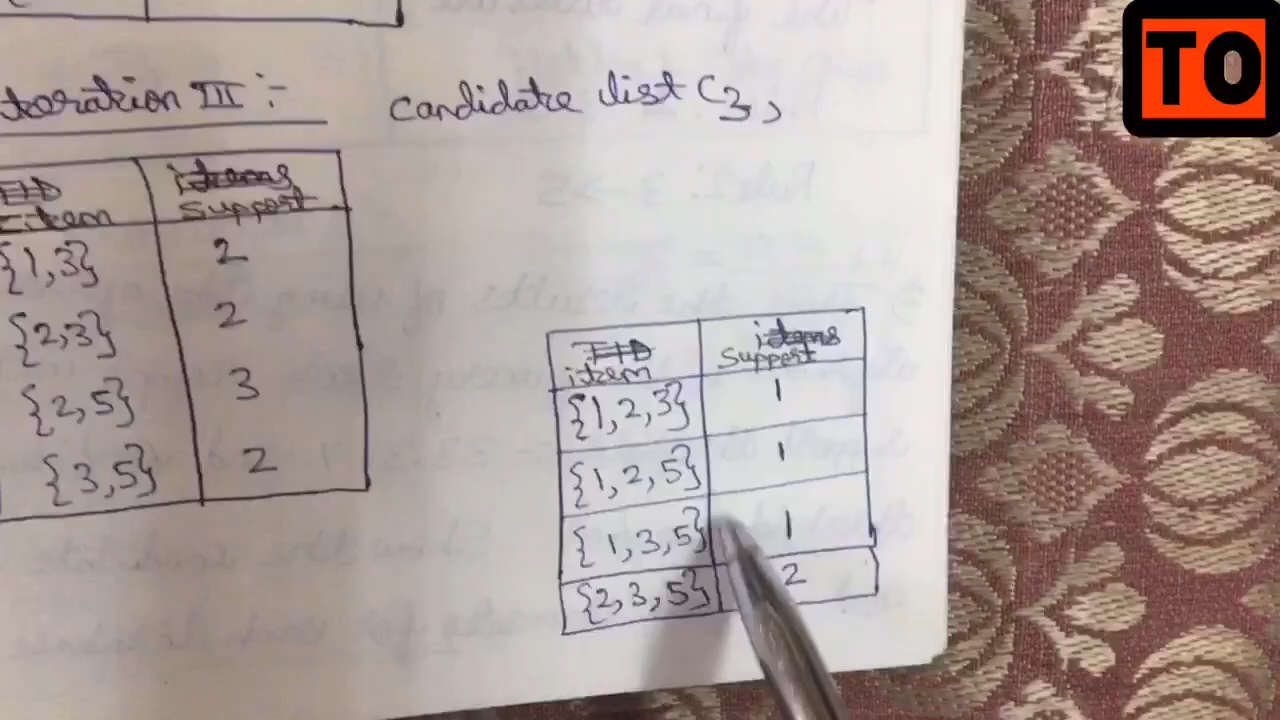 TO
teration III :- Candidate list C3,
item support
{1,3} 2
{2,3} 2
{2,5} 3
{3,5} 2
item support
{1,2,3} 1
{1,2,5} 1
{1,3,5} 1
{2,3,5} 2